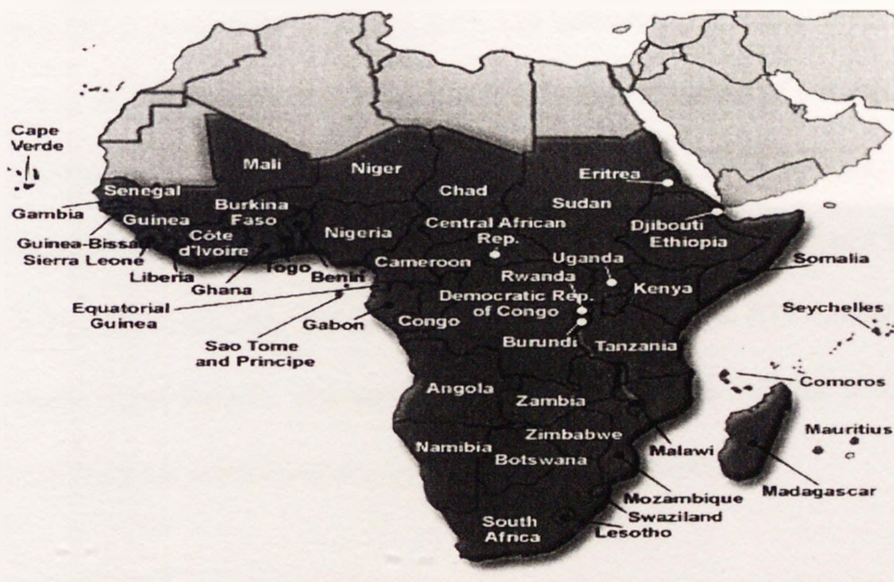 Cape
Verde
Mali
Niger
Eritrea
Senegal
Chad
Sudan
Gambia
Burkina
Faso
Guinea
Nigeria
Central African
Rep.
Djibouti
Ethiopia
Côte
d'Ivoire
Guinea-Bissau
Sierra Leone
Cameroon
Uganda
Somalia
Liberia
Togo
Benin
Rwanda
Kenya
Ghana
Democratic Rep.
of Congo
Equatorial
Guinea
Gabon
Congo
Seychelles
Sao Tome
and Principe
Burundi
Tanzania
Angola
Zambia
Comoros
Zimbabwe
Mauritius
Namibia
Botswana
Malawi
Mozambique
Madagascar
Swaziland
South
Africa
Lesotho